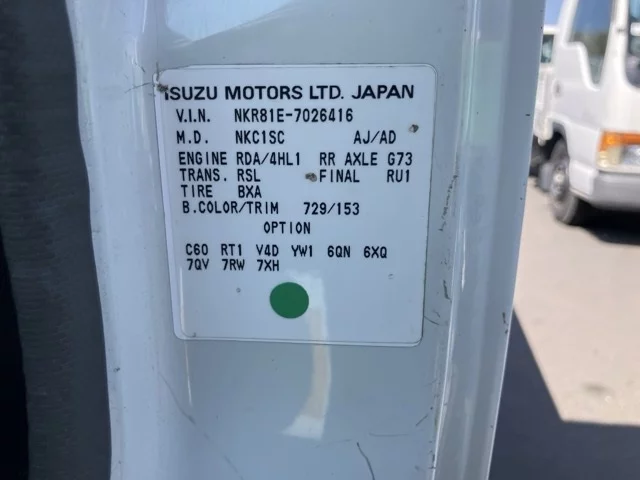 ISUZU MOTORS LTD. JAPAN
V.I.N. NKR81E-7026416
M.D. NKC1SC AJ/AD
ENGINE RDA/4HL1 RR AXLE G73
TRANS. RSL FINAL RU1
TIRE BXA
B.COLOR/TRIM 729/153
OPTION
C60 RT1 V4D YW1 6QN 6XQ
7QV 7RW 7XH